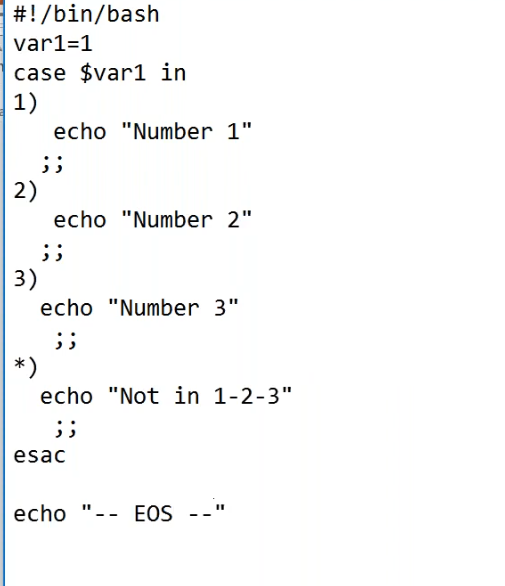 #!/bin/bash
var1=1
case $var1 in
1)
   echo "Number 1"
  ;;
2)
   echo "Number 2"
  ;;
3)
  echo "Number 3"
   ;;
*)
  echo "Not in 1-2-3"
   ;;
esac

echo "-- EOS --"